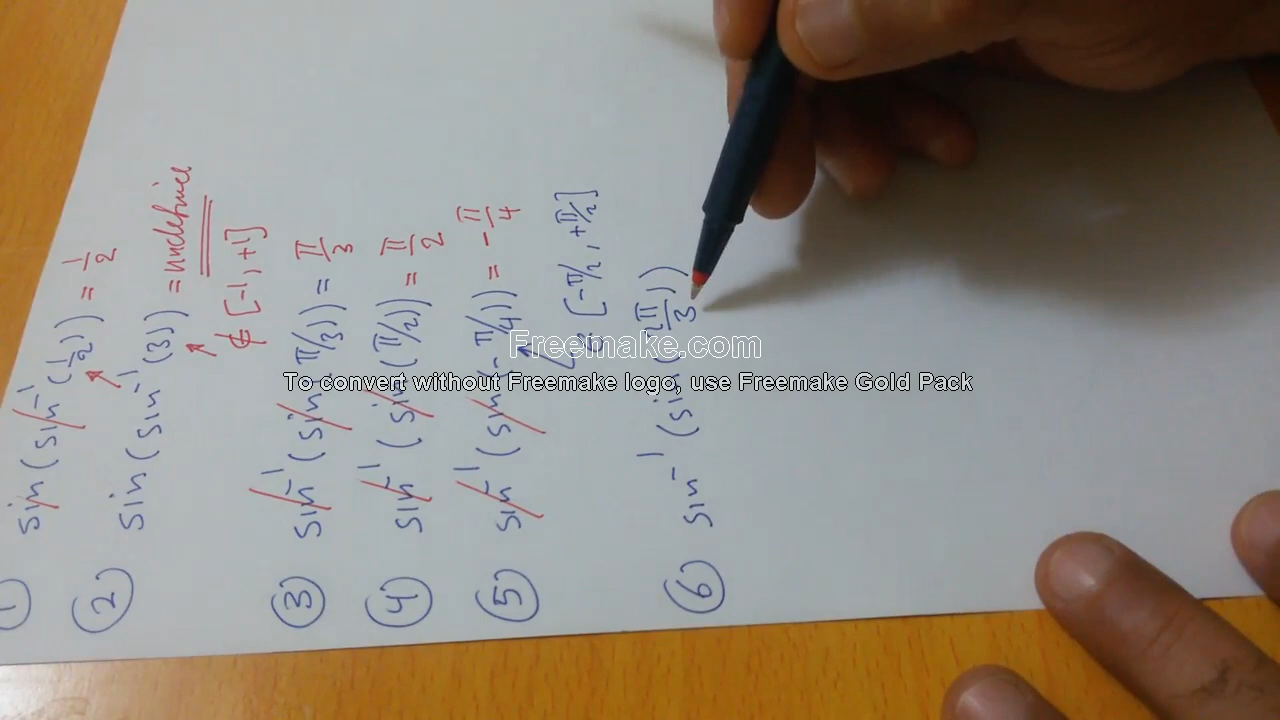 ① sin(sin⁻¹(1/2)) = 1/2
② sin(sin⁻¹(3)) = undefine
∉ [-1, +1]
③ sin⁻¹(sin(π/3)) = π/3
④ sin⁻¹(sin(π/2)) = π/2
⑤ sin⁻¹(sin(-π/4)) = -π/4
∈ [-π/2, +π/2]
⑥ sin⁻¹(sin(2π/3))
Freemake.com
To convert without Freemake logo, use Freemake Gold Pack